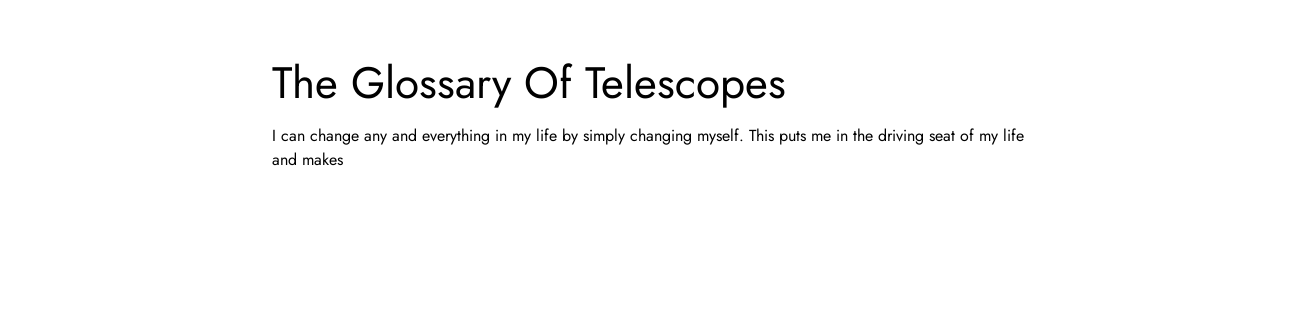 The Glossary Of Telescopes
I can change any and everything in my life by simply changing myself. This puts me in the driving seat of my life
and makes